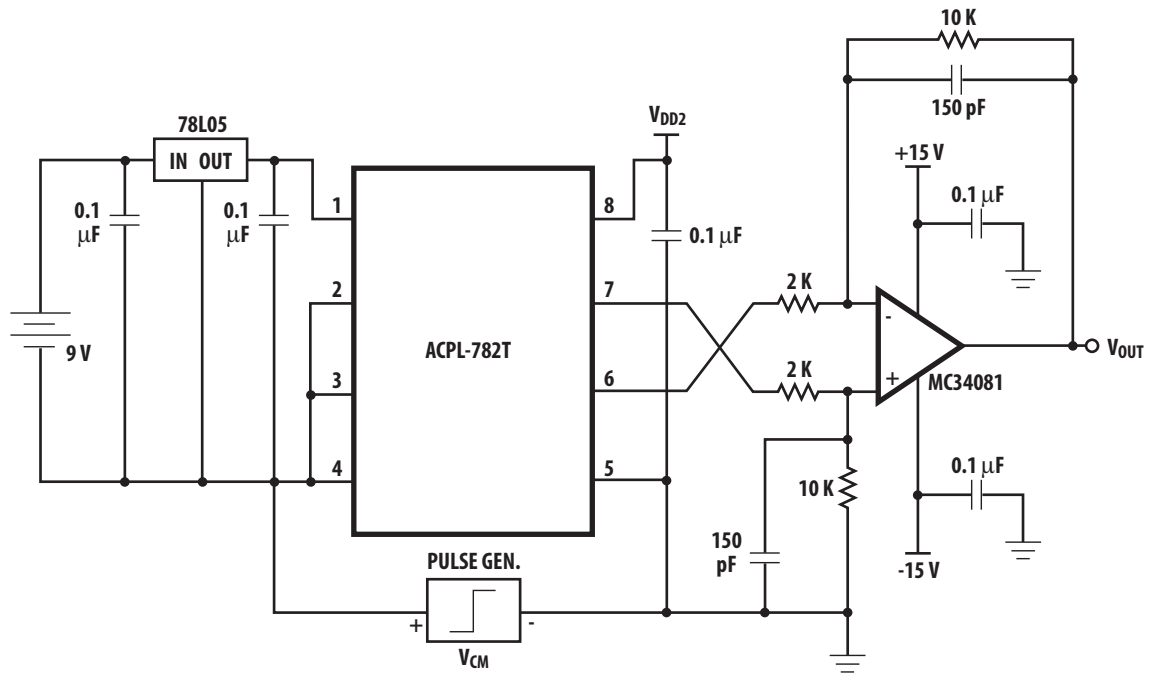 10 K
150 pF
V_DD2
78L05
IN OUT
+15 V
0.1 μF
0.1
μF
0.1
μF
1
8
0.1 μF
2
7
2 K
-
9 V
ACPL-782T
V_OUT
3
6
2 K
+
MC34081
4
5
10 K
0.1 μF
150
pF
-15 V
PULSE GEN.
+
-
V_CM